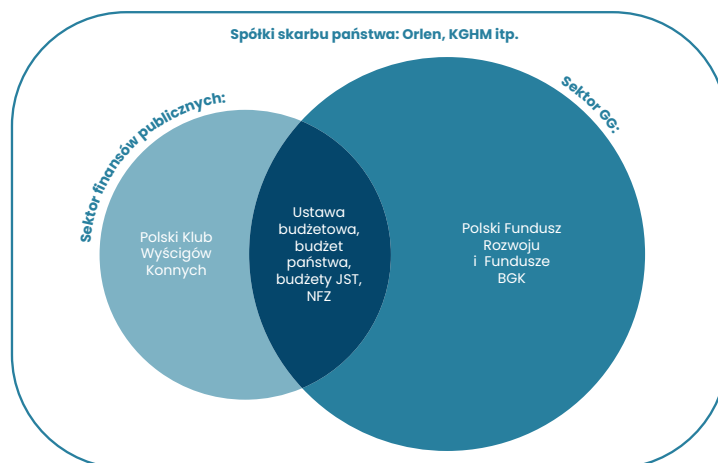 Spółki skarbu państwa: Orlen, KGHM itp.
Sektor finansów publicznych:
Sektor GG:
Polski Klub
Wyścigów
Konnych
Ustawa
budżetowa,
budżet
państwa,
budżety JST,
NFZ
Polski Fundusz
Rozwoju
i Fundusze
BGK